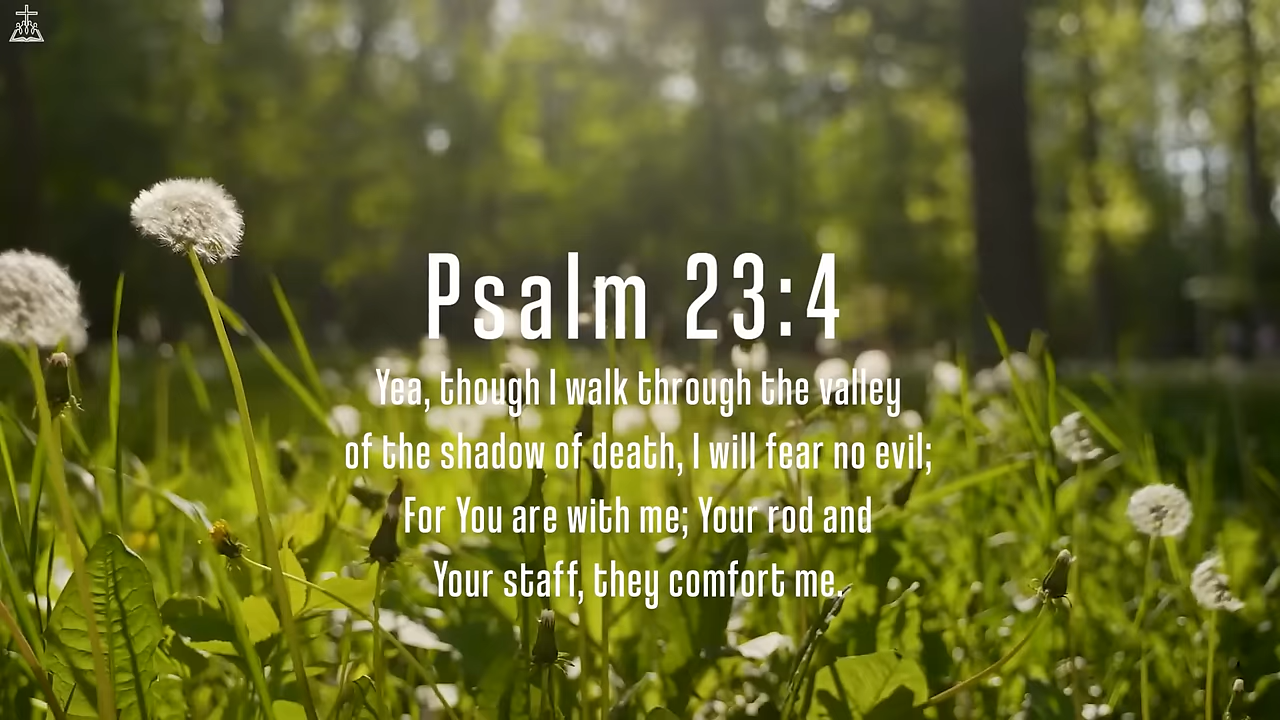 Psalm 23:4
Yea, though I walk through the valley
of the shadow of death, I will fear no evil;
For You are with me; Your rod and
Your staff, they comfort me.